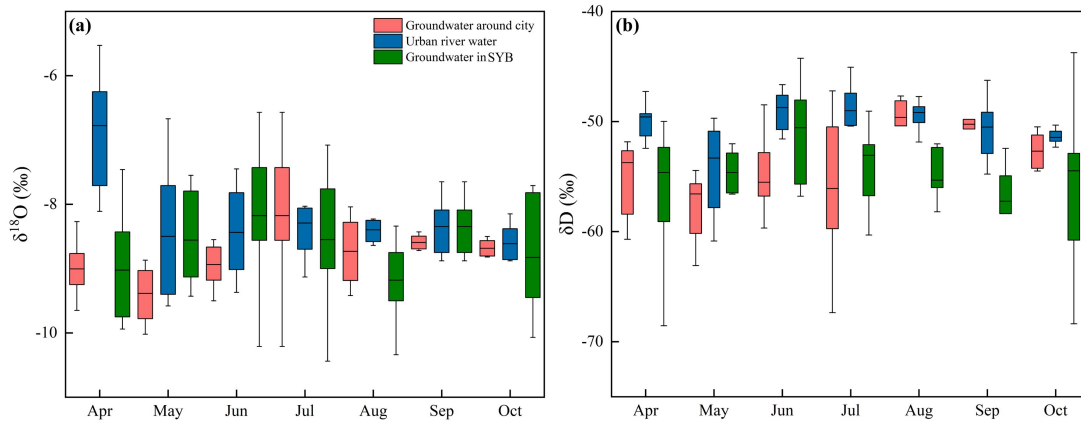 (a)
Groundwater around city
Urban river water
Groundwater in SYB
δ¹⁸O (‰)
-6
-8
-10
Apr May Jun Jul Aug Sep Oct
(b)
δD (‰)
-40
-50
-60
-70
Apr May Jun Jul Aug Sep Oct